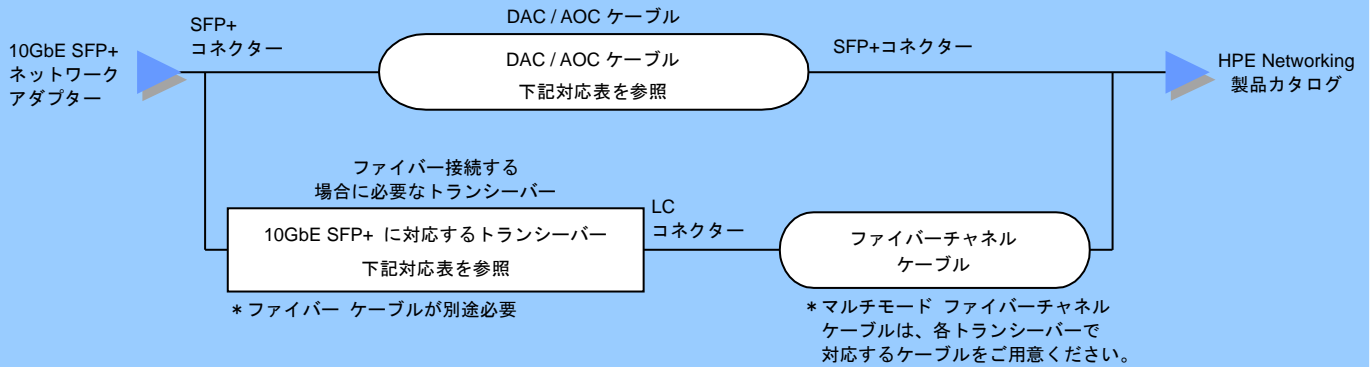 10GbE SFP+
ネットワーク
アダプター
SFP+
コネクター
DAC / AOC ケーブル
DAC / AOC ケーブル
下記対応表を参照
SFP+コネクター
HPE Networking
製品カタログ
ファイバー接続する
場合に必要なトランシーバー
10GbE SFP+ に対応するトランシーバー
下記対応表を参照
＊ファイバー ケーブルが別途必要
LC
コネクター
ファイバーチャネル
ケーブル
＊マルチモード ファイバーチャネル
ケーブルは、各トランシーバーで
対応するケーブルをご用意ください。